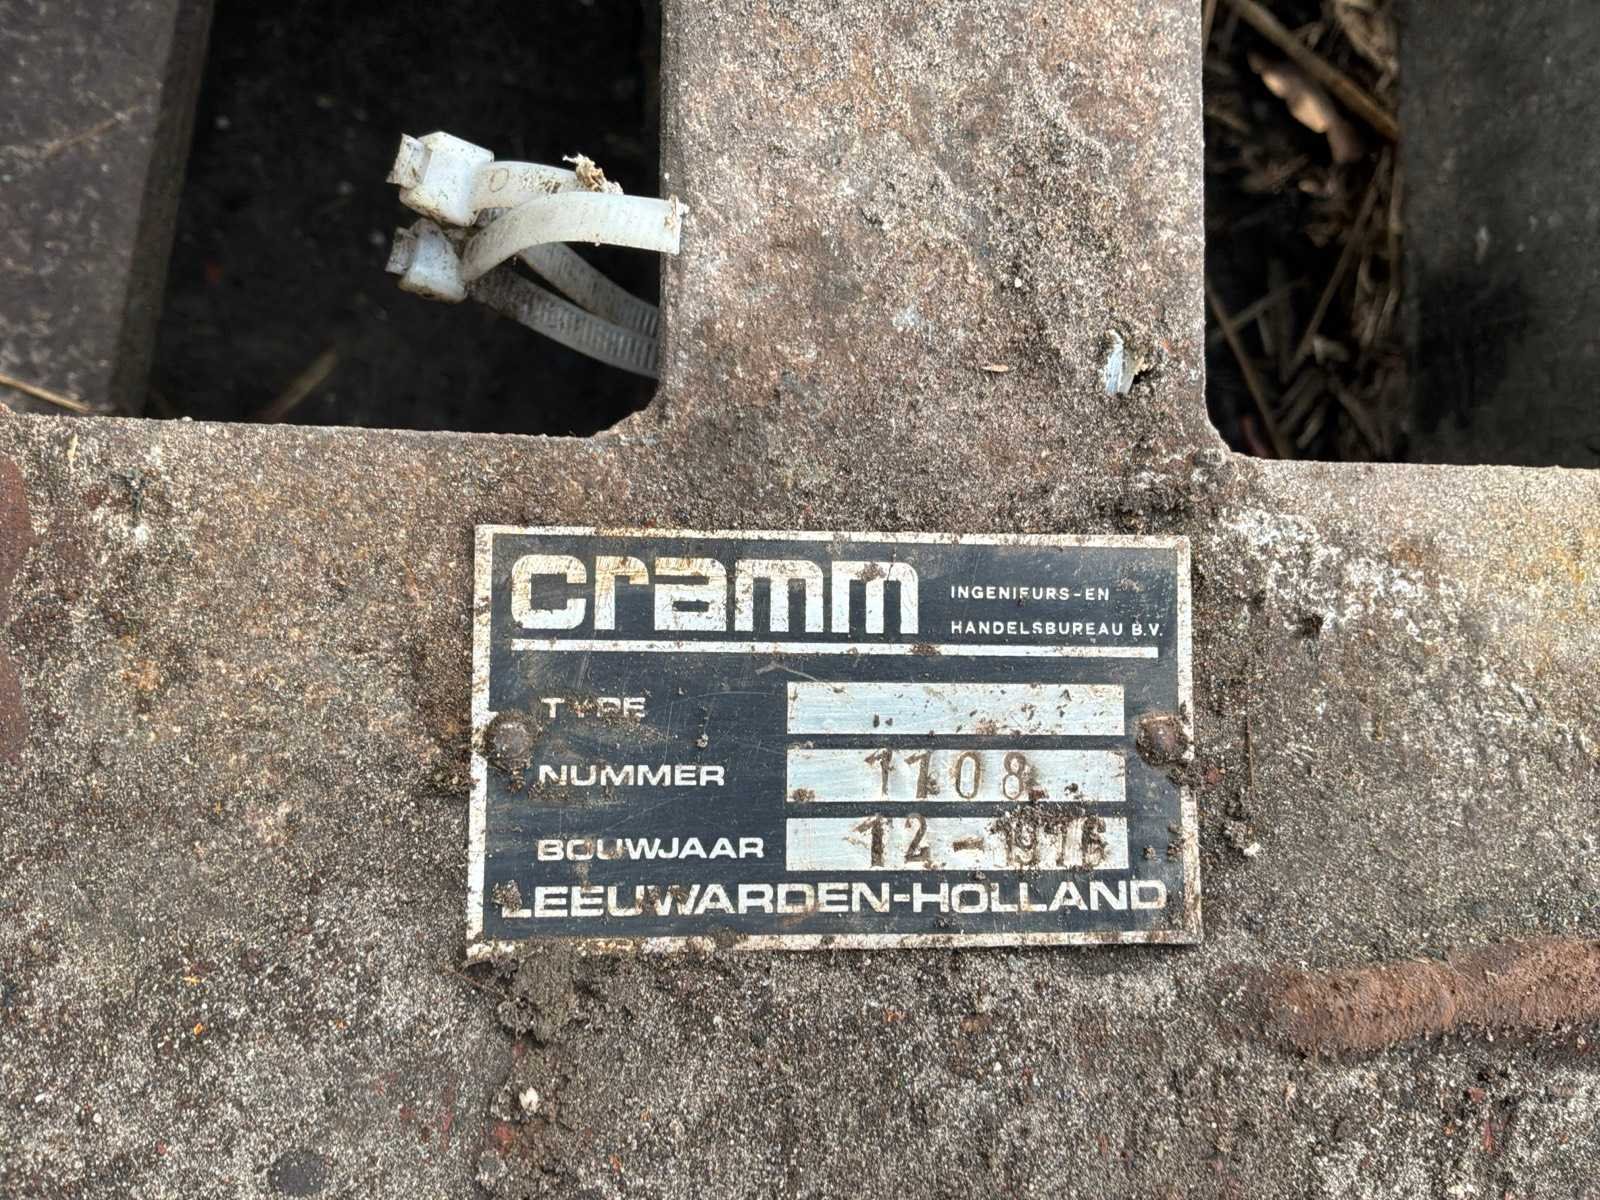 cramm
INGENIEURS-EN
HANDELSBUREAU B.V.
TYPE
NUMMER 1108
BOUWJAAR 12-1976
LEEUWARDEN-HOLLAND